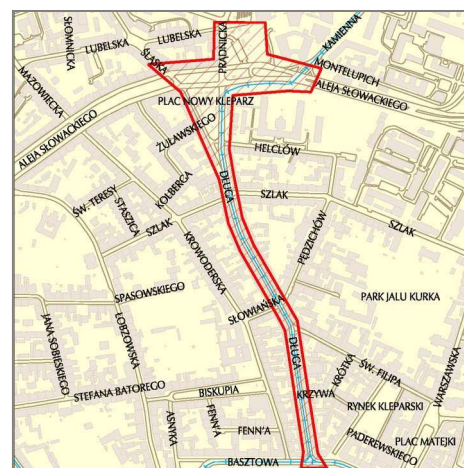 SŁOMNICKA
LUBELSKA
LUBELSKA
PRĄDNICKA
KAMIENNA
ŚLĄSKA
MAZOWIECKA
MONTELUPICH
ALEJA SŁOWACKIEGO
PLAC NOWY KLEPARZ
ALEJA SŁOWACKIEGO
ŻUŁAWSKIEGO
HELCLÓW
DŁUGA
SZLAK
ŚW. TERESY
KOLBERGA
STASZICA
SZLAK
SZLAK
PĘDZICHÓW
KROWODERSKA
SPASOWSKIEGO
PARK JALU KURKA
SŁOWIAŃSKA
JANA SOBIESKIEGO
ŁOBZOWSKA
DŁUGA
ŚW. FILIPA
KRÓTKA
WARSZAWSKA
STEFANA BATOREGO
BISKUPIA
KRZYWA
RYNEK KLEPARSKI
ASNYKA
FENN'A
FENN'A
PADEREWSKIEGO
PLAC MATEJKI
BASZTOWA